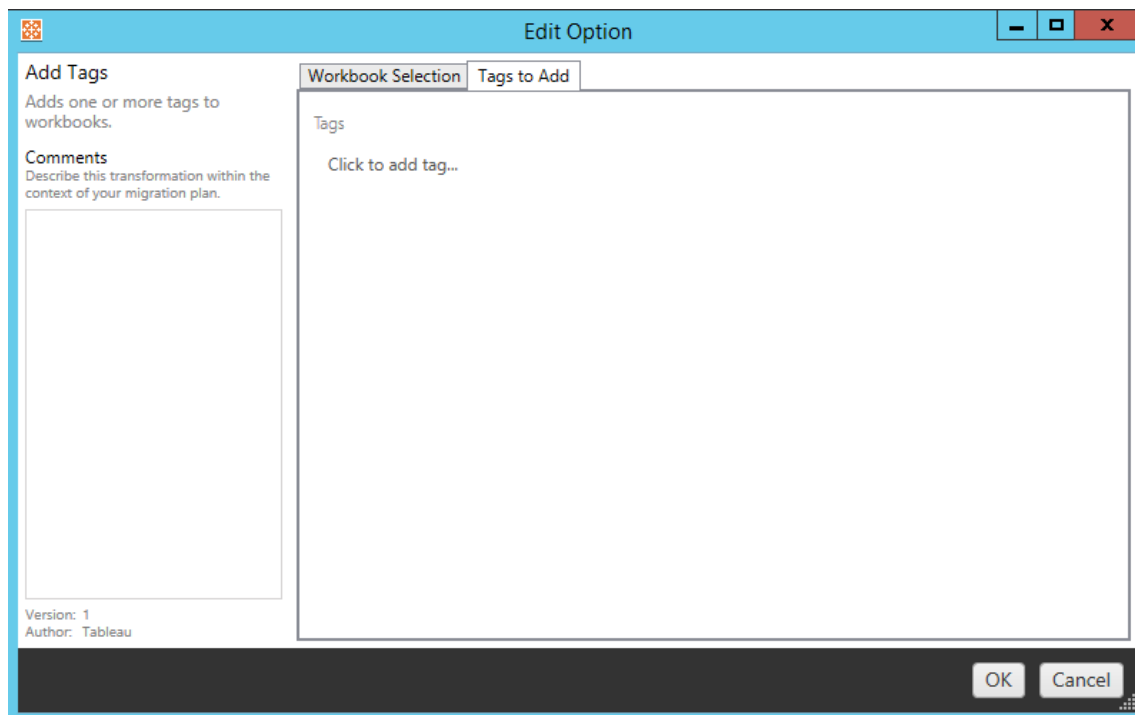 Edit Option
Add Tags
Adds one or more tags to
workbooks.
Comments
Describe this transformation within the
context of your migration plan.
Version: 1
Author: Tableau
Workbook Selection
Tags to Add
Tags
Click to add tag...
OK
Cancel